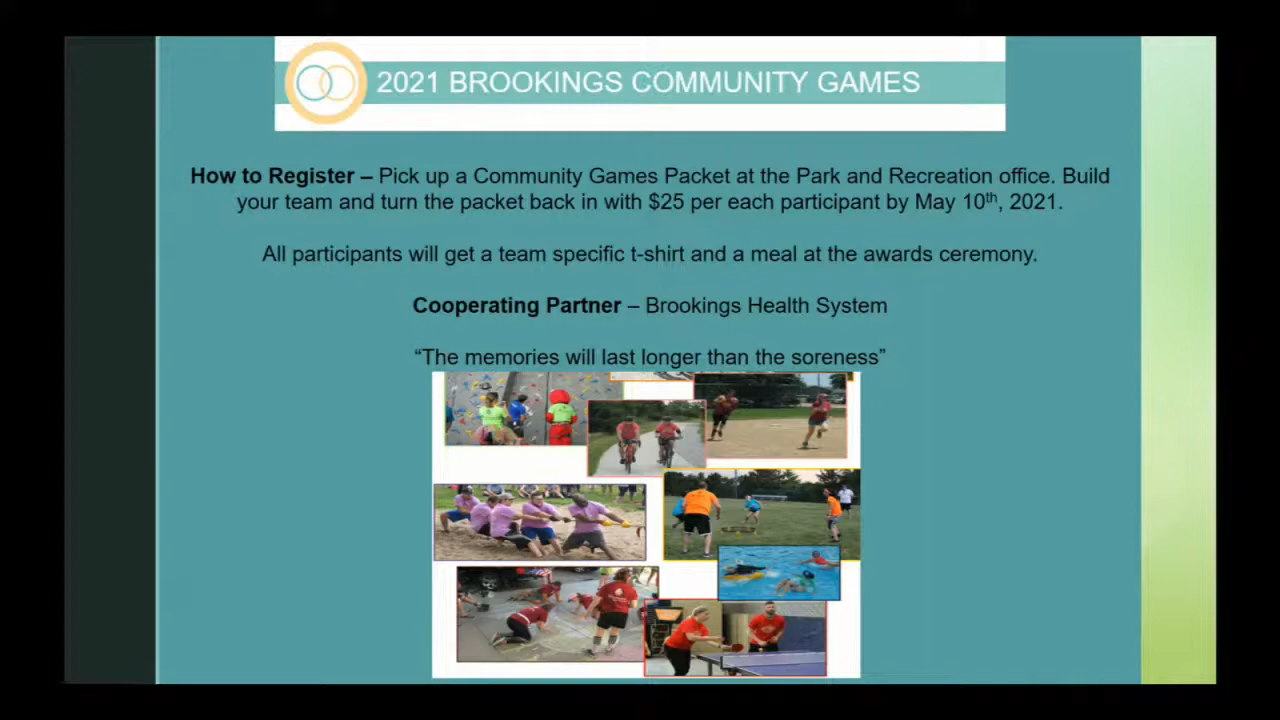 2021 BROOKINGS COMMUNITY GAMES
How to Register – Pick up a Community Games Packet at the Park and Recreation office. Build
your team and turn the packet back in with $25 per each participant by May 10th, 2021.
All participants will get a team specific t-shirt and a meal at the awards ceremony.
Cooperating Partner – Brookings Health System
“The memories will last longer than the soreness”